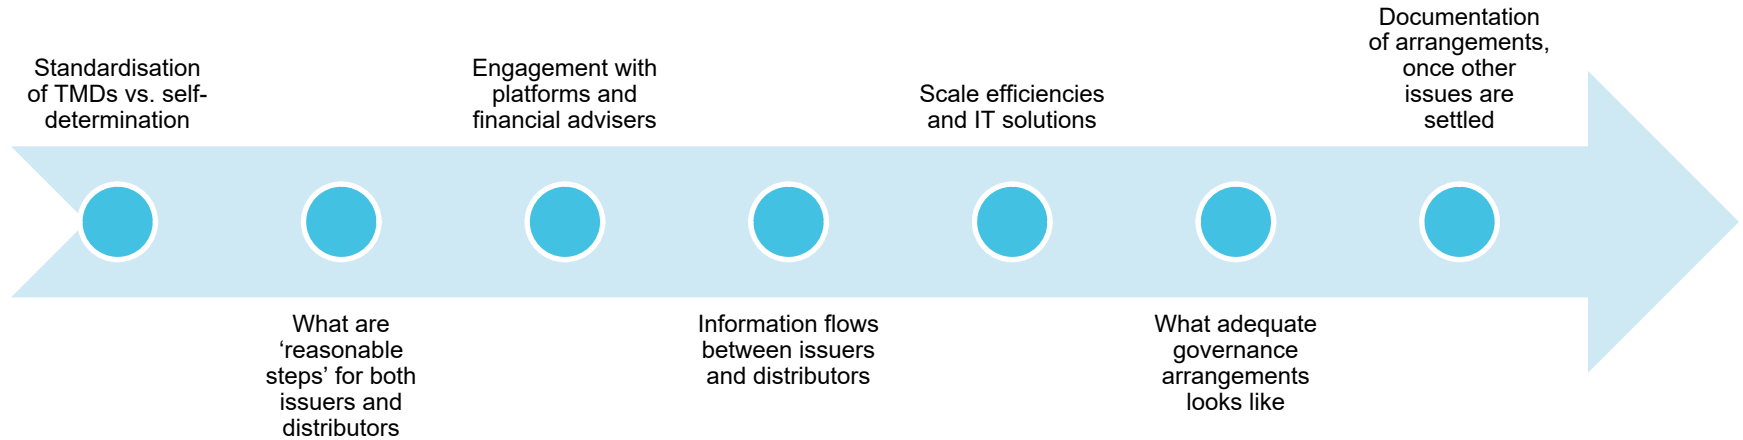 Standardisation
of TMDs vs. self-
determination
What are
‘reasonable
steps’ for both
issuers and
distributors
Engagement with
platforms and
financial advisers
Information flows
between issuers
and distributors
Scale efficiencies
and IT solutions
What adequate
governance
arrangements
looks like
Documentation
of arrangements,
once other
issues are
settled